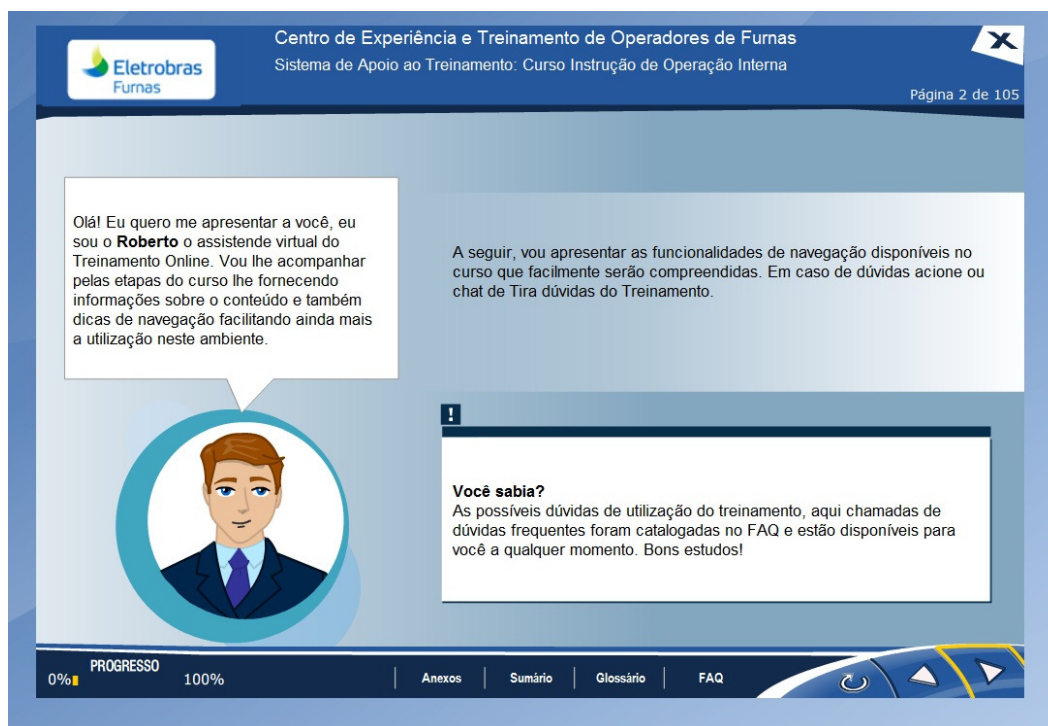 Eletrobras
Furnas
Centro de Experiência e Treinamento de Operadores de Furnas
Sistema de Apoio ao Treinamento: Curso Instrução de Operação Interna
X
Página 2 de 105
Olá! Eu quero me apresentar a você, eu
sou o Roberto o assistende virtual do
Treinamento Online. Vou lhe acompanhar
pelas etapas do curso lhe fornecendo
informações sobre o conteúdo e também
dicas de navegação facilitando ainda mais
a utilização neste ambiente.
A seguir, vou apresentar as funcionalidades de navegação disponíveis no
curso que facilmente serão compreendidas. Em caso de dúvidas acione ou
chat de Tira dúvidas do Treinamento.
!
Você sabia?
As possíveis dúvidas de utilização do treinamento, aqui chamadas de
dúvidas frequentes foram catalogadas no FAQ e estão disponíveis para
você a qualquer momento. Bons estudos!
PROGRESSO
0% 100%
Anexos Sumário Glossário FAQ